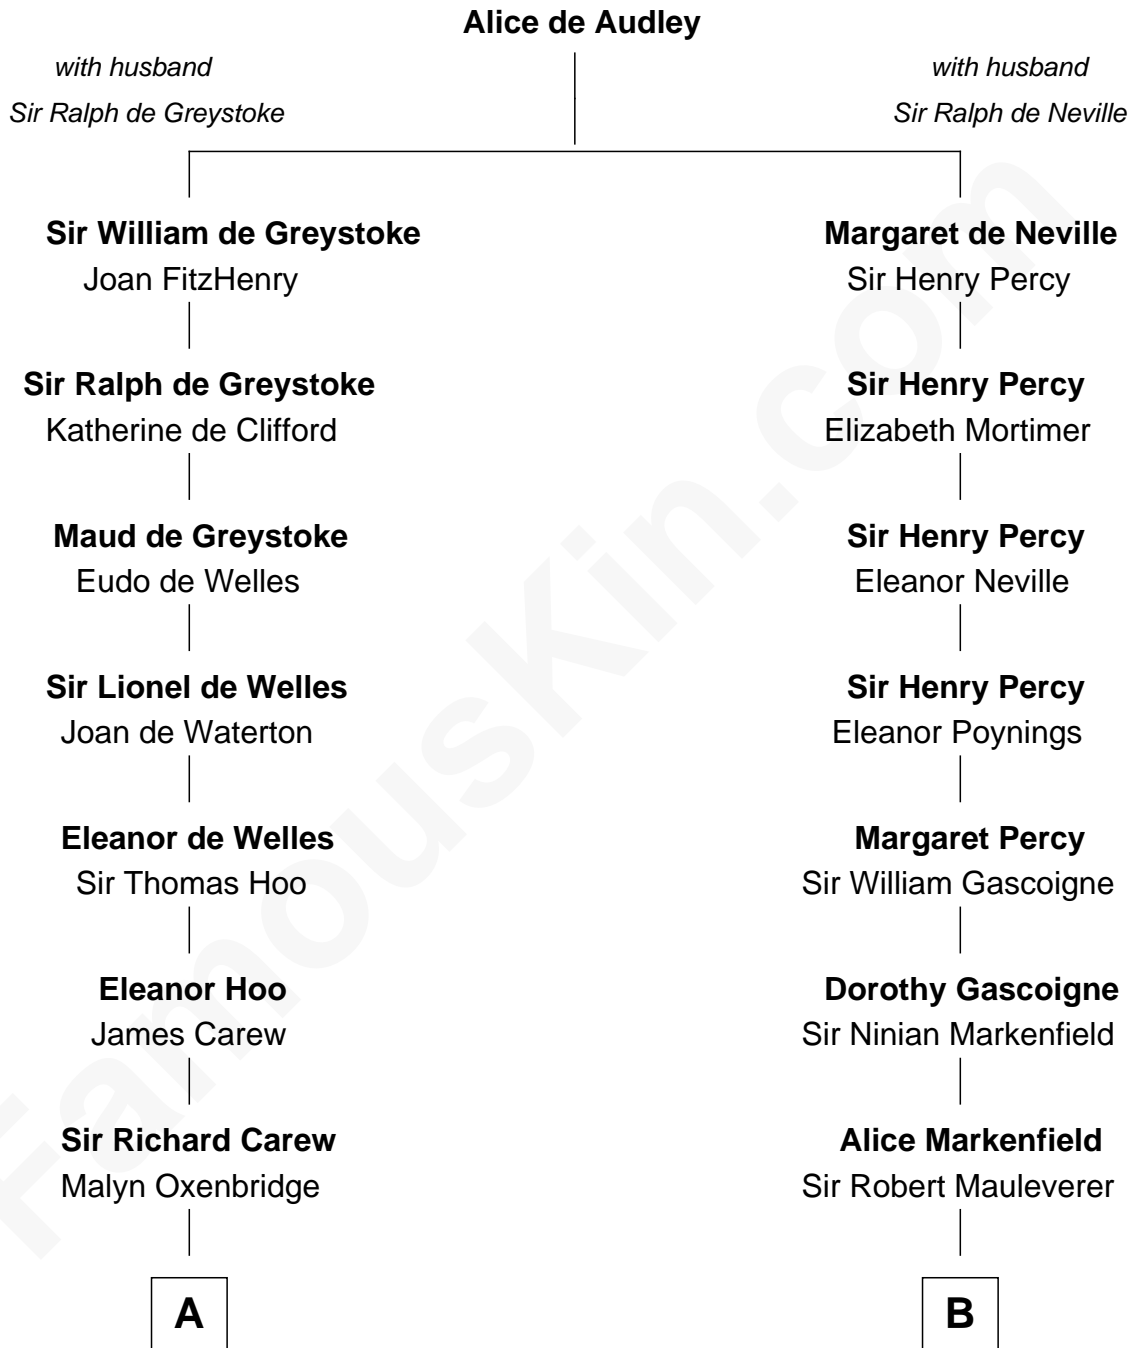 Alice de Audley
with husband
Sir Ralph de Greystoke
with husband
Sir Ralph de Neville
Sir William de Greystoke
Joan FitzHenry
Margaret de Neville
Sir Henry Percy
Sir Ralph de Greystoke
Katherine de Clifford
Sir Henry Percy
Elizabeth Mortimer
Maud de Greystoke
Eudo de Welles
Sir Henry Percy
Eleanor Neville
Sir Lionel de Welles
Joan de Waterton
Sir Henry Percy
Eleanor Poynings
Eleanor de Welles
Sir Thomas Hoo
Margaret Percy
Sir William Gascoigne
Eleanor Hoo
James Carew
Dorothy Gascoigne
Sir Ninian Markenfield
Sir Richard Carew
Malyn Oxenbridge
Alice Markenfield
Sir Robert Mauleverer
A
B
FamousKin.com